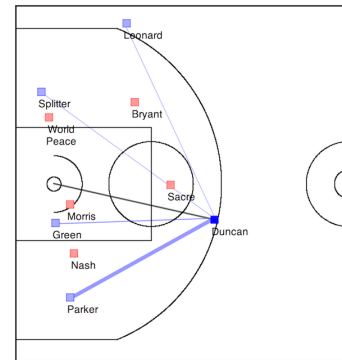 Leonard
Splitter
Bryant
World
Peace
Sacre
Morris
Duncan
Green
Nash
Parker